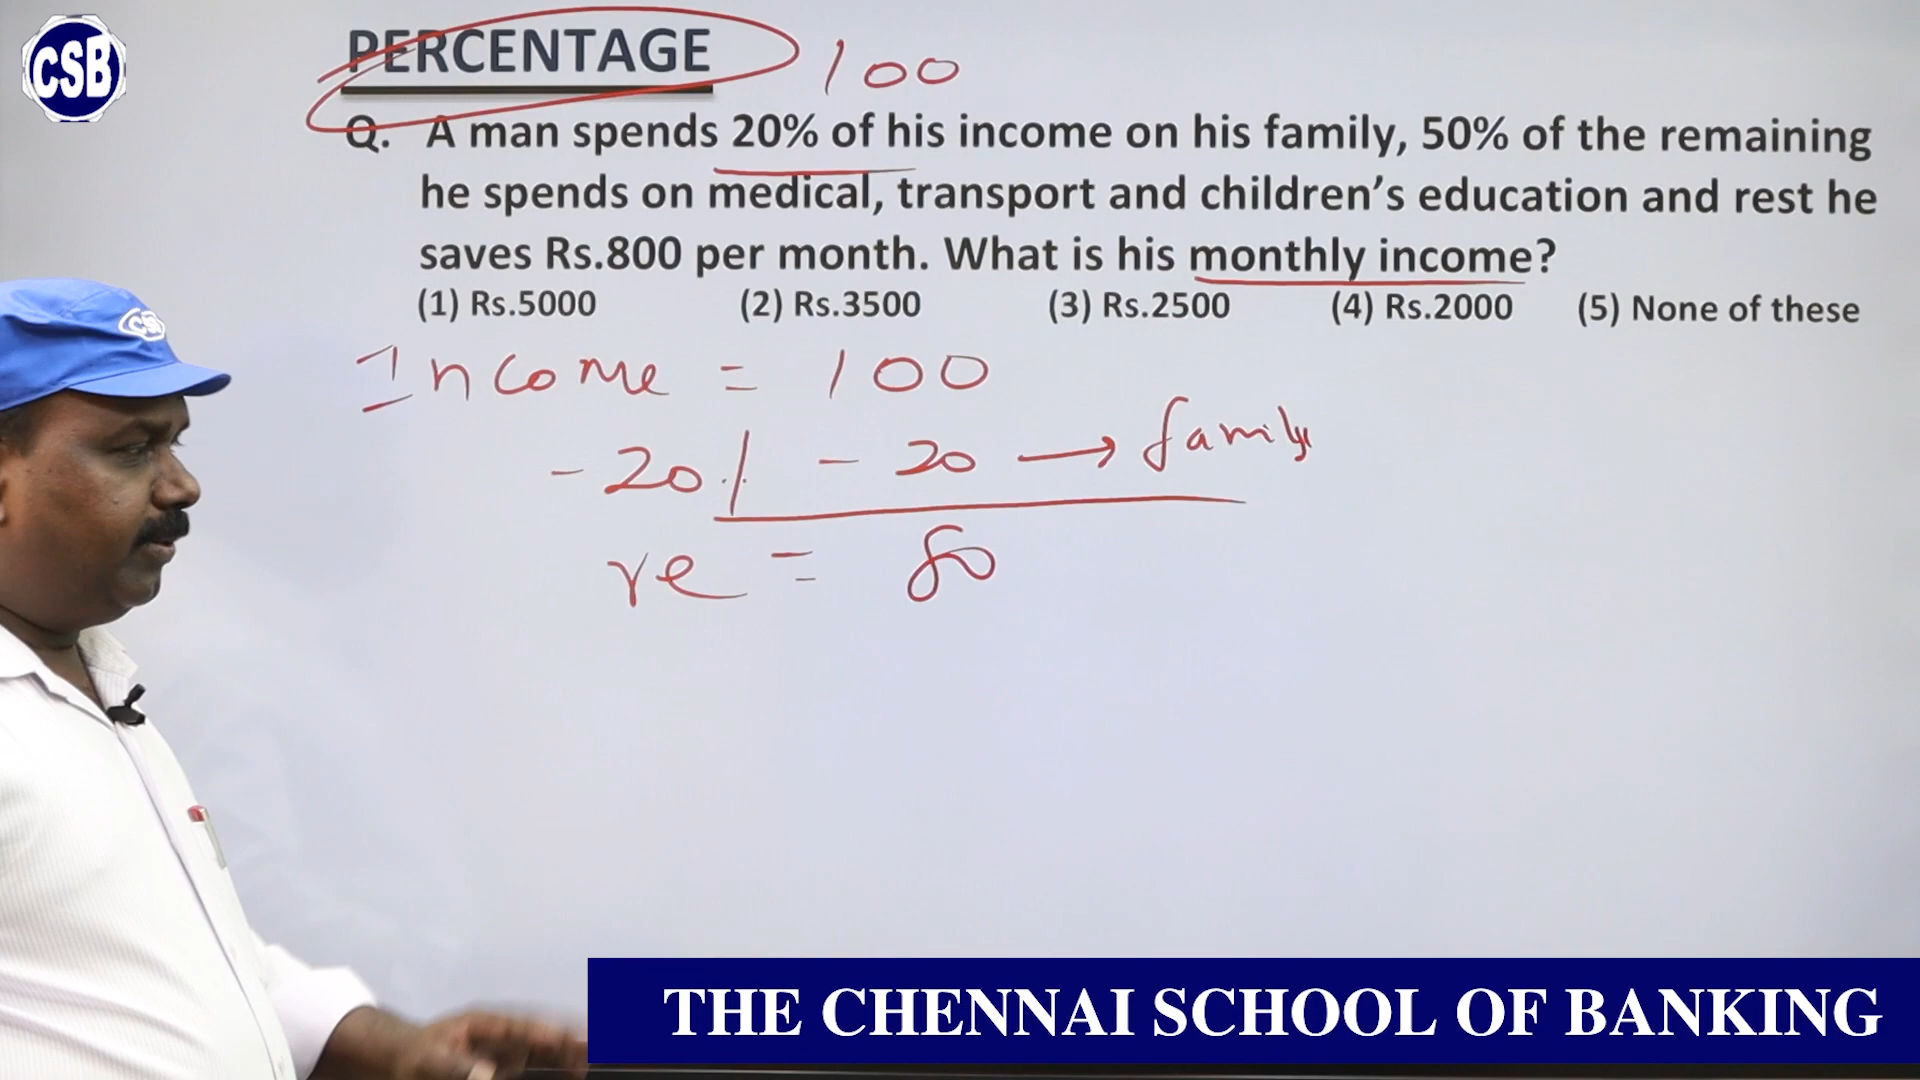 CSB
PERCENTAGE
100
Q. A man spends 20% of his income on his family, 50% of the remaining
he spends on medical, transport and children’s education and rest he
saves Rs.800 per month. What is his monthly income?
(1) Rs.5000 (2) Rs.3500 (3) Rs.2500 (4) Rs.2000 (5) None of these
CSB
Income = 100
-20% - 20 → family
re = 80
THE CHENNAI SCHOOL OF BANKING